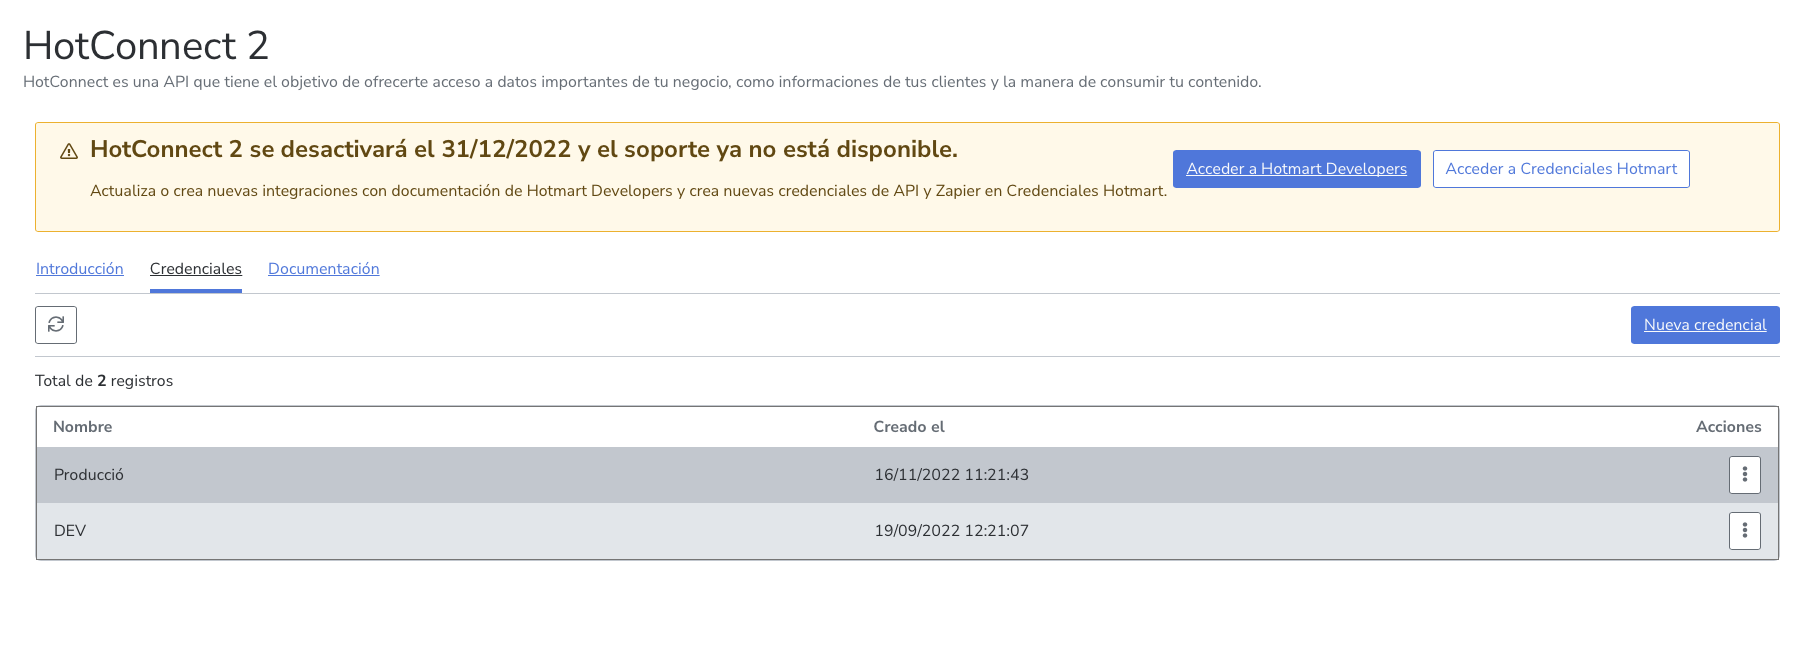 HotConnect 2
HotConnect es una API que tiene el objetivo de ofrecerte acceso a datos importantes de tu negocio, como informaciones de tus clientes y la manera de consumir tu contenido.
HotConnect 2 se desactivará el 31/12/2022 y el soporte ya no está disponible.
Actualiza o crea nuevas integraciones con documentación de Hotmart Developers y crea nuevas credenciales de API y Zapier en Credenciales Hotmart.
Acceder a Hotmart Developers Acceder a Credenciales Hotmart
Introducción Credenciales Documentación
Nueva credencial
Total de 2 registros
Nombre Creado el Acciones
Producció 16/11/2022 11:21:43
DEV 19/09/2022 12:21:07